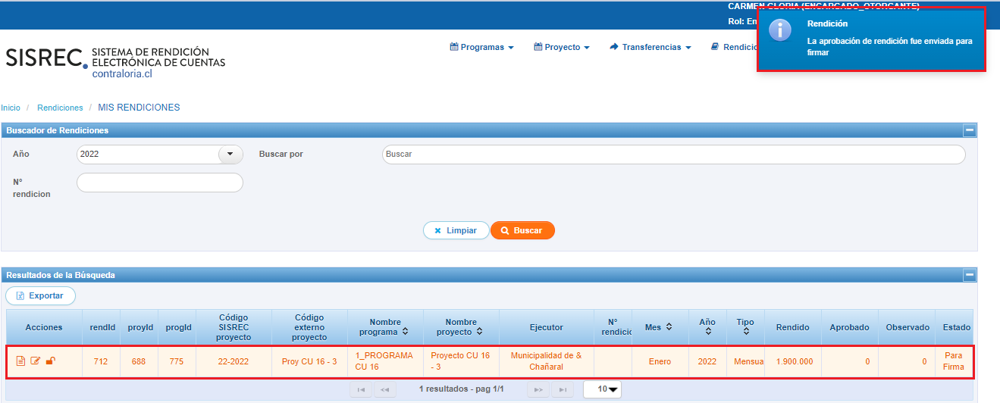 CARMEN GLORIA (ENCARGADO_OTORGANTE)
Rol: En
Rendición
La aprobación de rendición fue enviada para
firmar
SISREC.
SISTEMA DE RENDICIÓN
ELECTRÓNICA DE CUENTAS
contraloria.cl
Programas Proyecto Transferencias Rendicio
Inicio / Rendiciones / MIS RENDICIONES
Buscador de Rendiciones
Año 2022 Buscar por Buscar
N°
rendicion
Limpiar Buscar
Resultados de la Búsqueda
Exportar
Acciones rendId proyId progId Código SISREC proyecto Código externo proyecto Nombre programa Nombre proyecto Ejecutor N° rendicio Mes Año Tipo Rendido Aprobado Observado Estado
712 688 775 22-2022 Proy CU 16 - 3 1_PROGRAMA CU 16 Proyecto CU 16 - 3 Municipalidad de & Chañaral Enero 2022 Mensua 1.900.000 0 0 Para Firma
1 resultados - pag 1/1 10